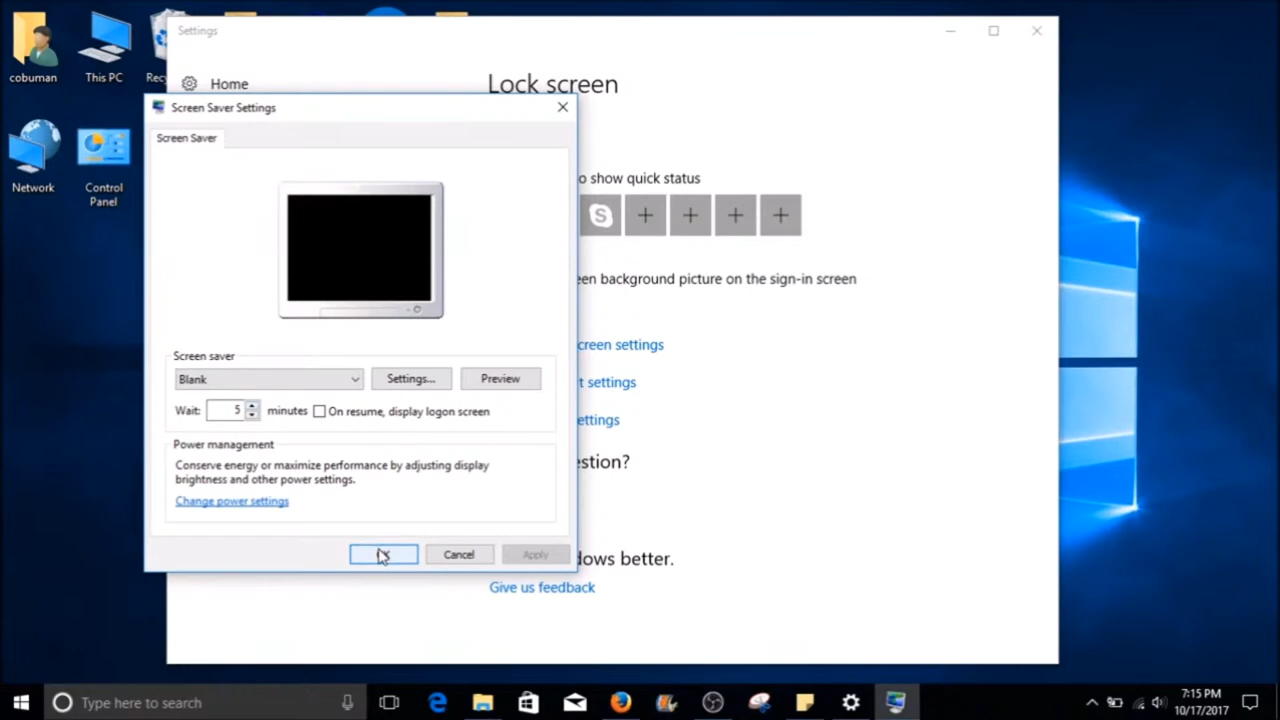 Settings
cobuman
This PC
Network
Control
Panel
Home
Lock screen
Screen Saver Settings
Screen Saver
o show quick status
een background picture on the sign-in screen
creen settings
t settings
ettings
estion?
dows better.
Give us feedback
Screen saver
Blank
Settings...
Preview
Wait: 5 minutes On resume, display logon screen
Power management
Conserve energy or maximize performance by adjusting display
brightness and other power settings.
Change power settings
Cancel
Apply
Type here to search
7:15 PM
10/17/2017